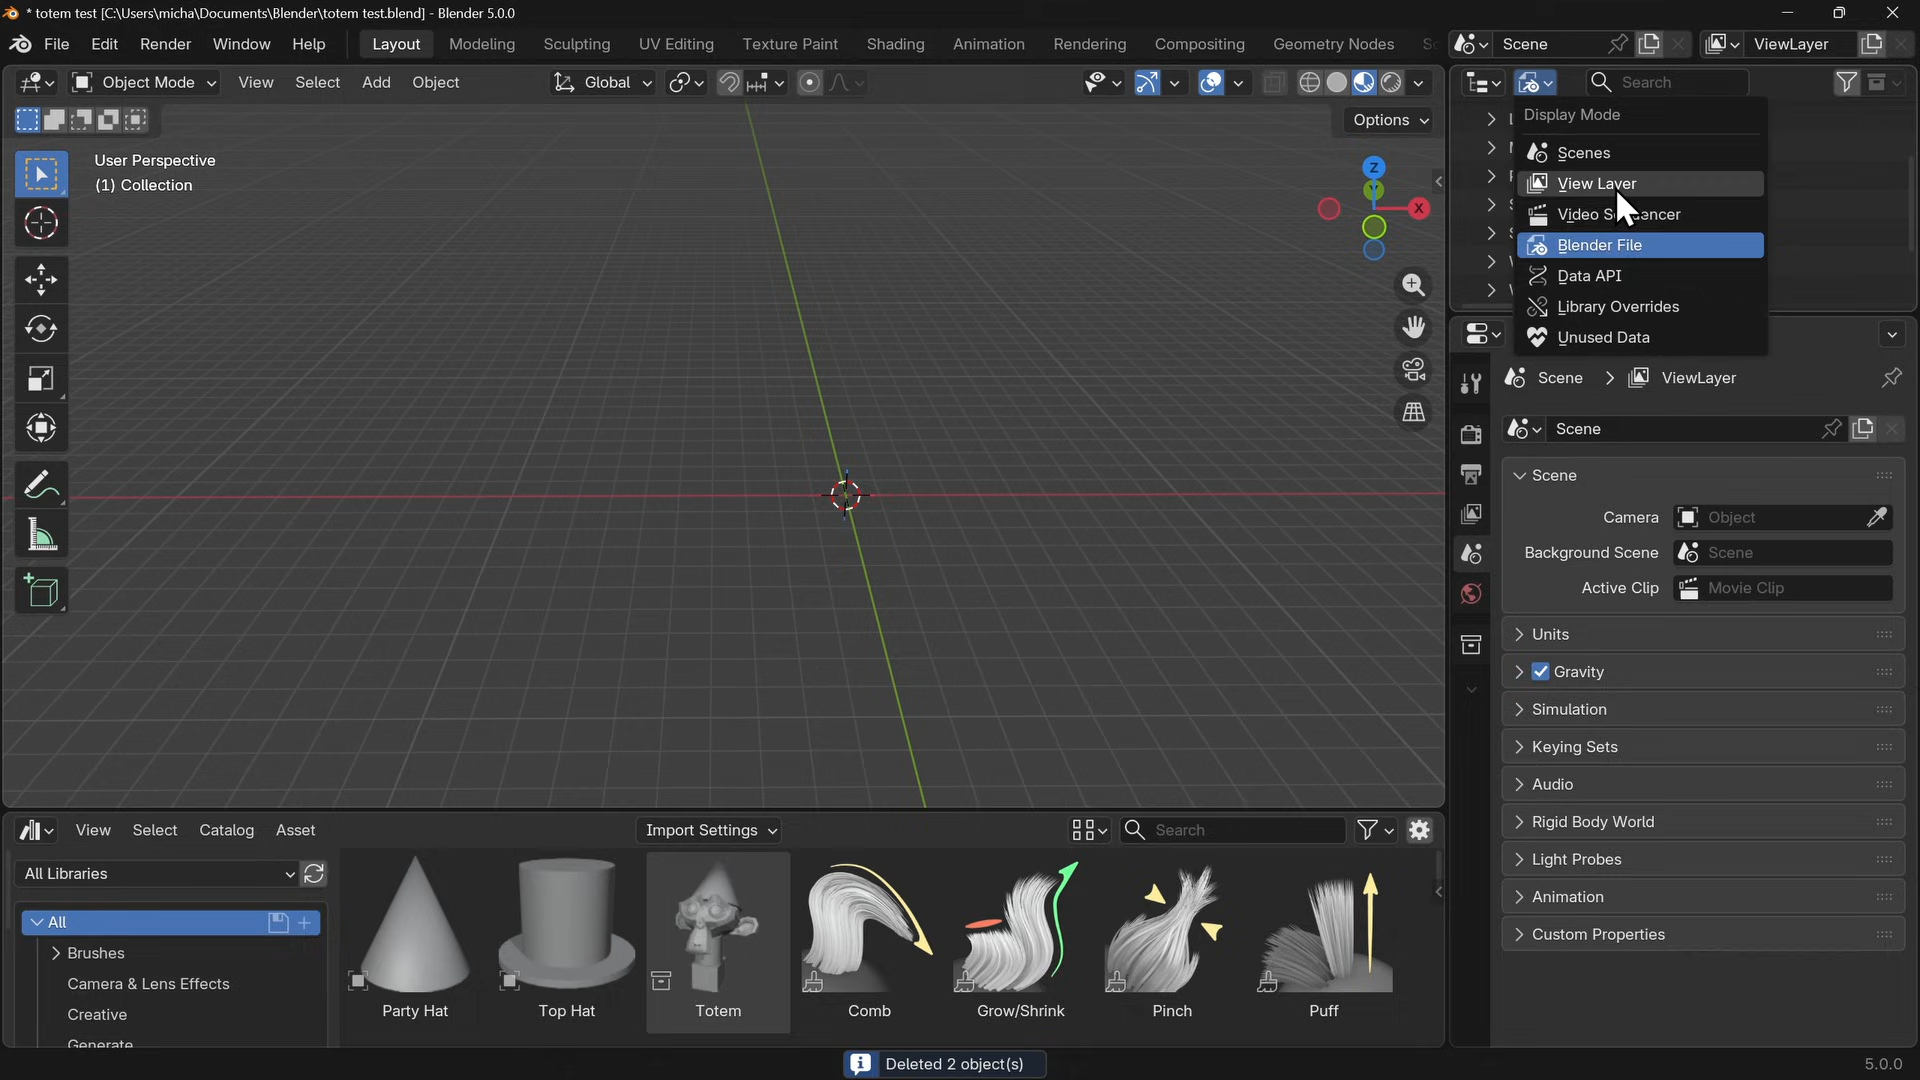 * totem test [C:\Users\micha\Documents\Blender\totem test.blend] - Blender 5.0.0
File Edit Render Window Help Layout Modeling Sculpting UV Editing Texture Paint Shading Animation Rendering Compositing Geometry Nodes Scene ViewLayer
Object Mode View Select Add Object Global Search
Options
User Perspective
(1) Collection
Z
X
Display Mode
Scenes
View Layer
Video
Blender File
Data API
Library Overrides
Unused Data
Scene ViewLayer
Scene
Scene
Camera Object
Background Scene Scene
Active Clip Movie Clip
Units
Gravity
Simulation
Keying Sets
Audio
Rigid Body World
Light Probes
Animation
Custom Properties
View Select Catalog Asset Import Settings Search
All Libraries
All
Brushes
Camera & Lens Effects
Creative
Generate
Party Hat Top Hat Totem Comb Grow/Shrink Pinch Puff
Deleted 2 object(s)
5.0.0